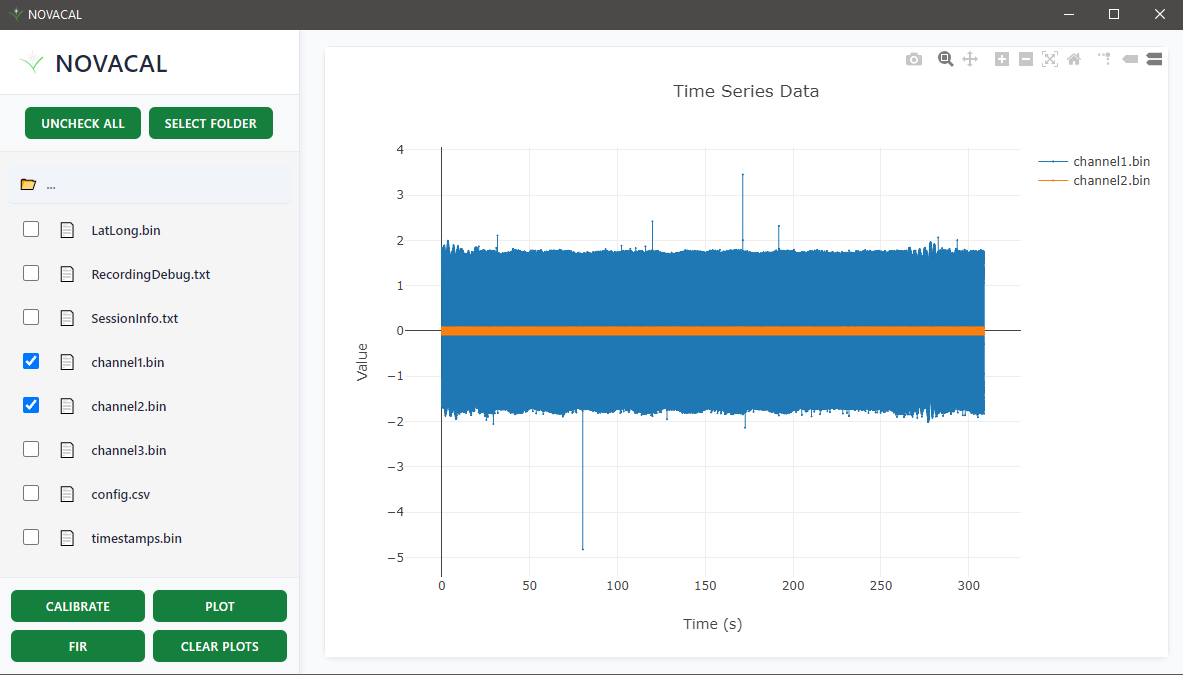 NOVACAL
NOVACAL
UNCHECK ALL
SELECT FOLDER
...
LatLong.bin
RecordingDebug.txt
SessionInfo.txt
channel1.bin
channel2.bin
channel3.bin
config.csv
timestamps.bin
CALIBRATE
PLOT
FIR
CLEAR PLOTS
Time Series Data
channel1.bin
channel2.bin
Value
4
3
2
1
0
−1
−2
−3
−4
−5
0
50
100
150
200
250
300
Time (s)